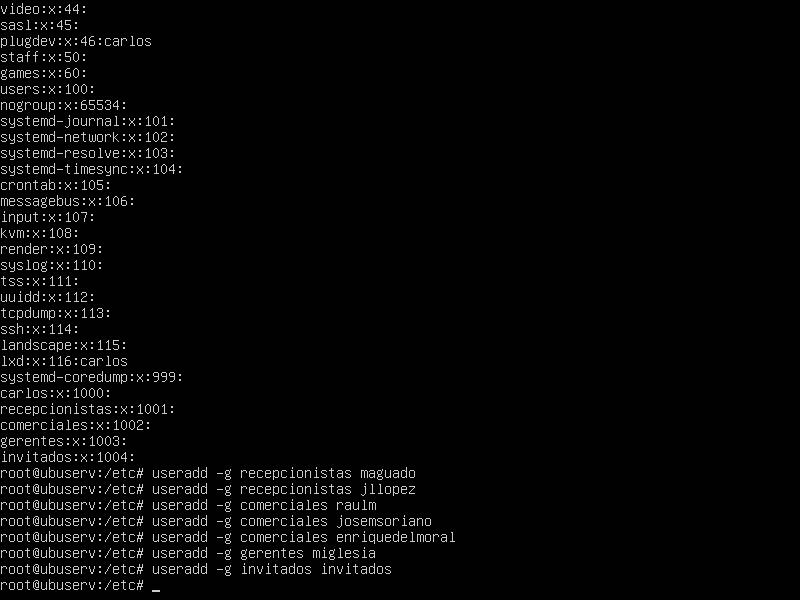 video:x:44:
sasl:x:45:
plugdev:x:46:carlos
staff:x:50:
games:x:60:
users:x:100:
nogroup:x:65534:
systemd-journal:x:101:
systemd-network:x:102:
systemd-resolve:x:103:
systemd-timesync:x:104:
crontab:x:105:
messagebus:x:106:
input:x:107:
kvm:x:108:
render:x:109:
syslog:x:110:
tss:x:111:
uuidd:x:112:
tcpdump:x:113:
ssh:x:114:
landscape:x:115:
lxd:x:116:carlos
systemd-coredump:x:999:
carlos:x:1000:
recepcionistas:x:1001:
comerciales:x:1002:
gerentes:x:1003:
invitados:x:1004:
root@ubuserv:/etc# useradd -g recepcionistas maguado
root@ubuserv:/etc# useradd -g recepcionistas jllopez
root@ubuserv:/etc# useradd -g comerciales raulm
root@ubuserv:/etc# useradd -g comerciales josemsoriano
root@ubuserv:/etc# useradd -g comerciales enriquedelmoral
root@ubuserv:/etc# useradd -g gerentes miglesia
root@ubuserv:/etc# useradd -g invitados invitados
root@ubuserv:/etc# _